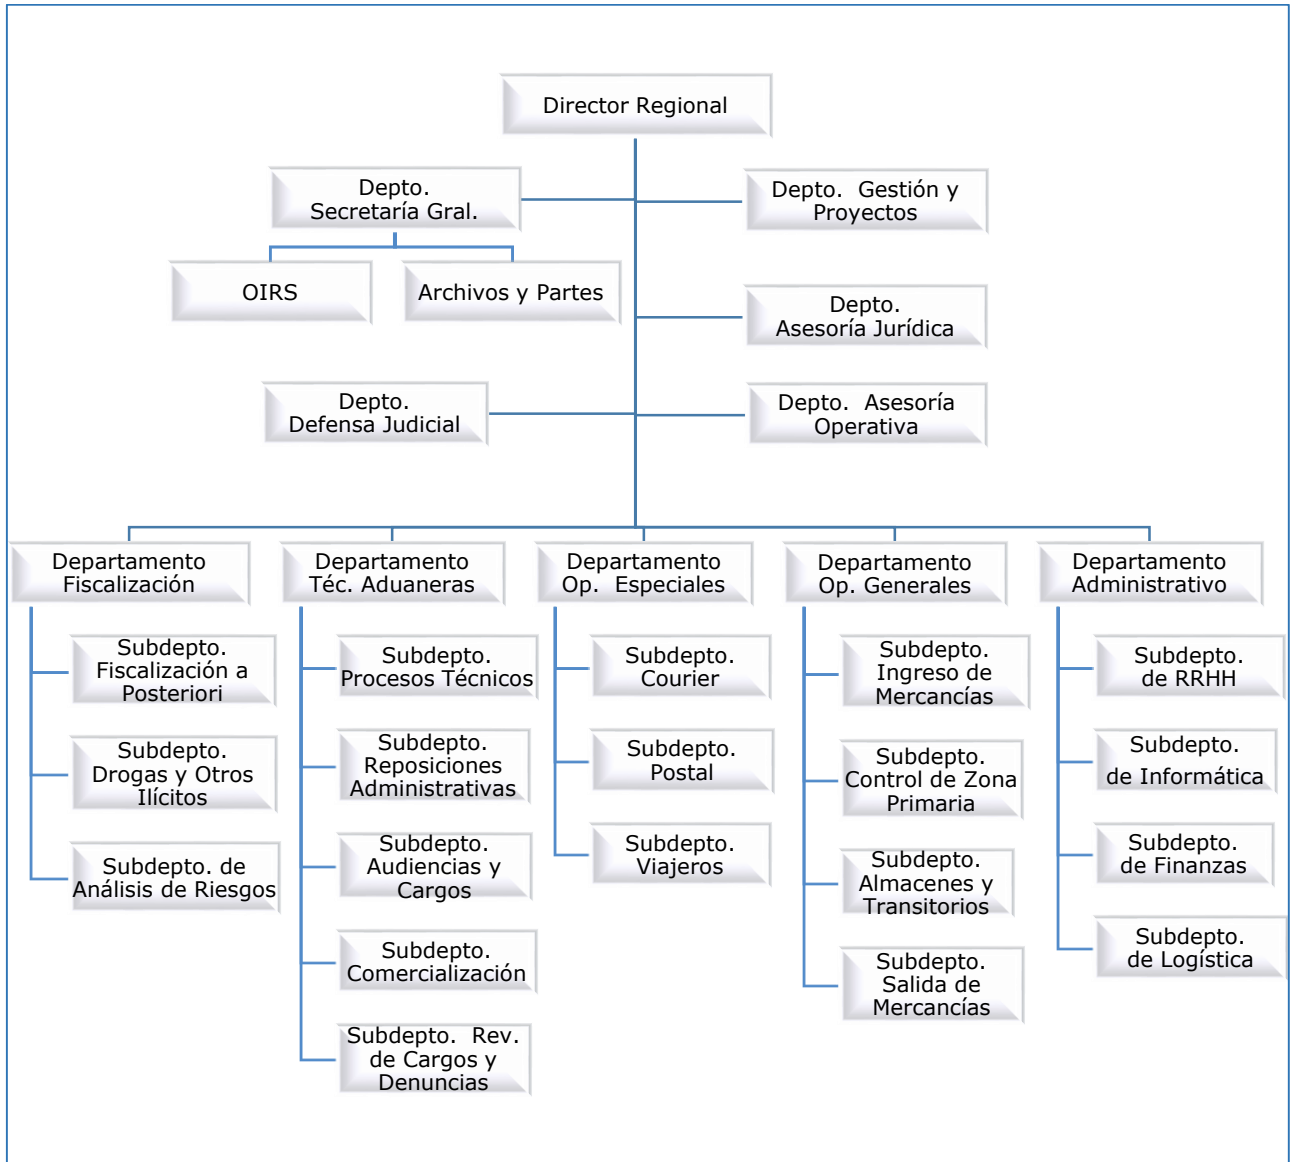 Director Regional
Depto.
Secretaría Gral.
Depto. Gestión y
Proyectos
OIRS
Archivos y Partes
Depto.
Asesoría Jurídica
Depto.
Defensa Judicial
Depto. Asesoría
Operativa
Departamento
Fiscalización
Subdepto.
Fiscalización a
Posteriori
Subdepto.
Drogas y Otros
Ilícitos
Subdepto. de
Análisis de Riesgos
Departamento
Téc. Aduaneras
Subdepto.
Procesos Técnicos
Subdepto.
Reposiciones
Administrativas
Subdepto.
Audiencias y
Cargos
Subdepto.
Comercialización
Subdepto. Rev.
de Cargos y
Denuncias
Departamento
Op. Especiales
Subdepto.
Courier
Subdepto.
Postal
Subdepto.
Viajeros
Departamento
Op. Generales
Subdepto.
Ingreso de
Mercancías
Subdepto.
Control de Zona
Primaria
Subdepto.
Almacenes y
Transitorios
Subdepto.
Salida de
Mercancías
Departamento
Administrativo
Subdepto.
de RRHH
Subdepto.
de Informática
Subdepto.
de Finanzas
Subdepto.
de Logística